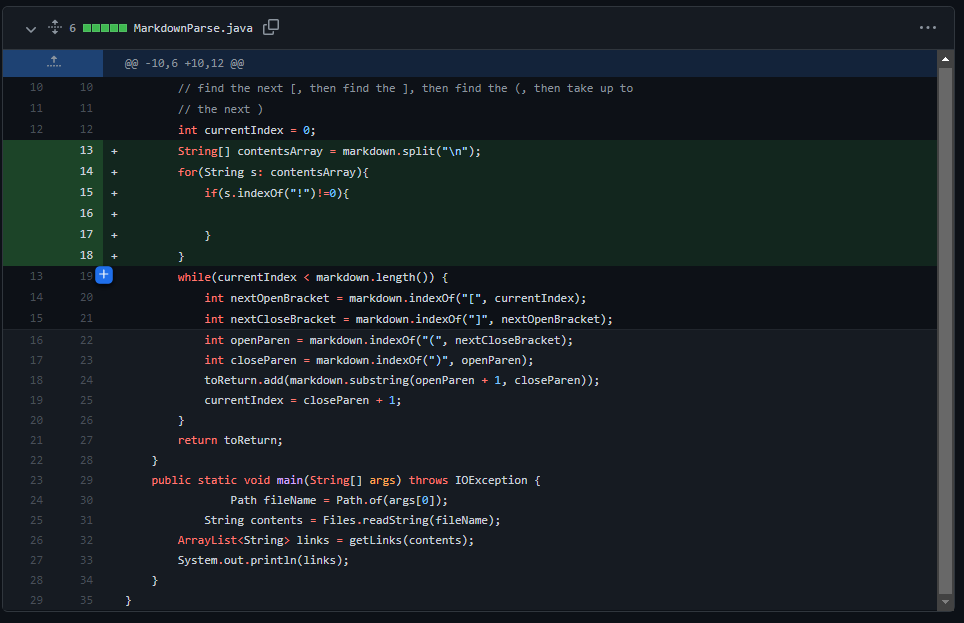 6 MarkdownParse.java
@@ -10,6 +10,12 @@
10 10 // find the next [, then find the ], then find the (, then take up to
11 11 // the next )
12 12 int currentIndex = 0;
13 + String[] contentsArray = markdown.split("\n");
14 + for(String s: contentsArray){
15 + if(s.indexOf("!")!=0){
16 +
17 + }
18 + }
13 19 while(currentIndex < markdown.length()) {
14 20 int nextOpenBracket = markdown.indexOf("[", currentIndex);
15 21 int nextCloseBracket = markdown.indexOf("]", nextOpenBracket);
16 22 int openParen = markdown.indexOf("(", nextCloseBracket);
17 23 int closeParen = markdown.indexOf(")", openParen);
18 24 toReturn.add(markdown.substring(openParen + 1, closeParen));
19 25 currentIndex = closeParen + 1;
20 26 }
21 27 return toReturn;
22 28 }
23 29 public static void main(String[] args) throws IOException {
24 30 Path fileName = Path.of(args[0]);
25 31 String contents = Files.readString(fileName);
26 32 ArrayList<String> links = getLinks(contents);
27 33 System.out.println(links);
28 34 }
29 35 }